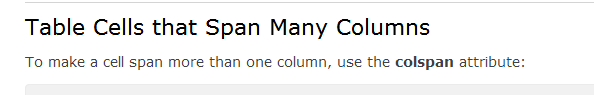 Table Cells that Span Many Columns
To make a cell span more than one column, use the colspan attribute: